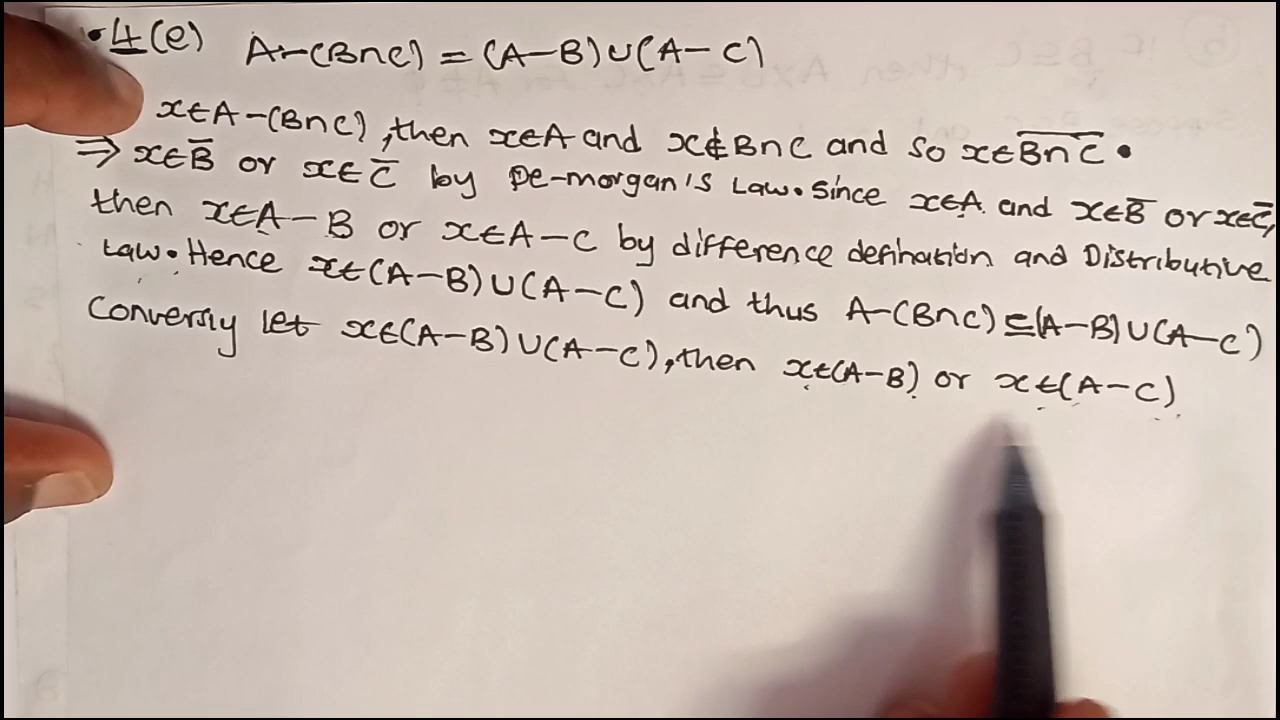 .4(e) A-(B∩C) = (A-B)∪(A-C)
x∈A-(B∩C), then x∈A and x∉B∩C and so x∈B̅∩̅C̅.
⇒ x∈B̅ or x∈C̅ by De-morgan's Law. Since x∈A and x∈B̅ or x∈C̅,
then x∈A-B or x∈A-C by difference defination and Distributive
Law. Hence x∈(A-B)∪(A-C) and thus A-(B∩C)⊆(A-B)∪(A-C)
Conversly let x∈(A-B)∪(A-C), then x∈(A-B) or x∈(A-C)